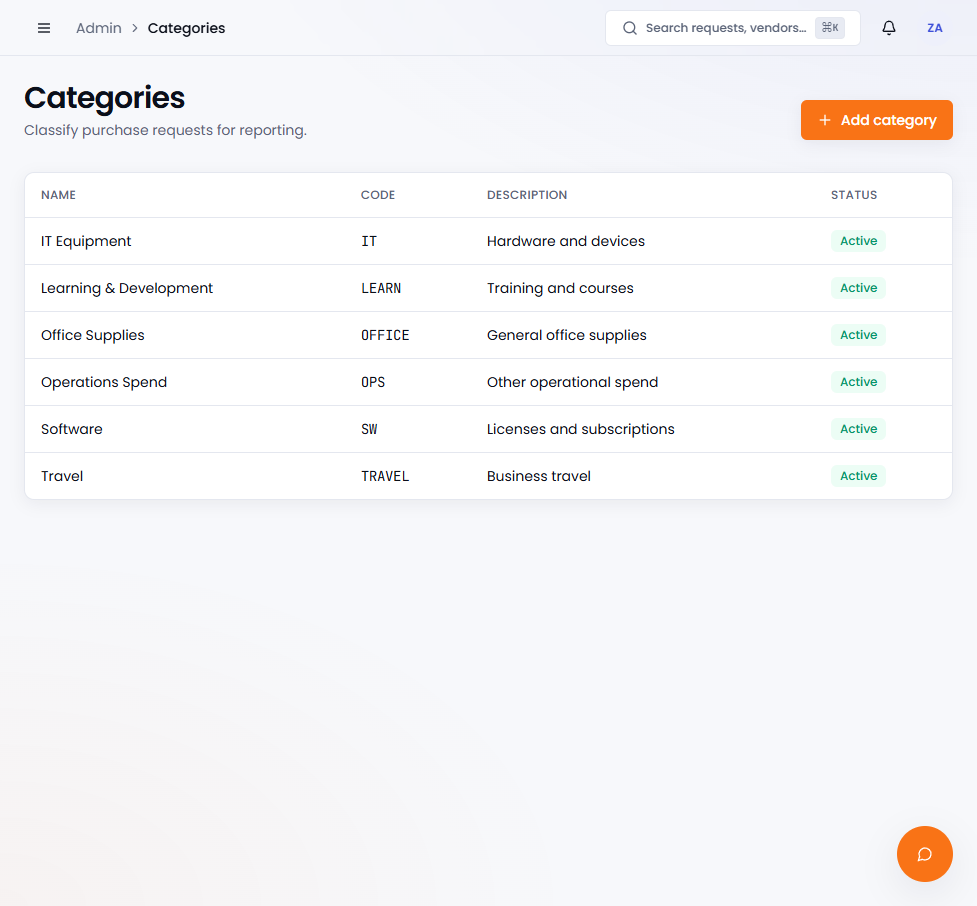 Admin > Categories
Search requests, vendors... ⌘K
ZA
Categories
Classify purchase requests for reporting.
+ Add category
NAME CODE DESCRIPTION STATUS
IT Equipment IT Hardware and devices Active
Learning & Development LEARN Training and courses Active
Office Supplies OFFICE General office supplies Active
Operations Spend OPS Other operational spend Active
Software SW Licenses and subscriptions Active
Travel TRAVEL Business travel Active